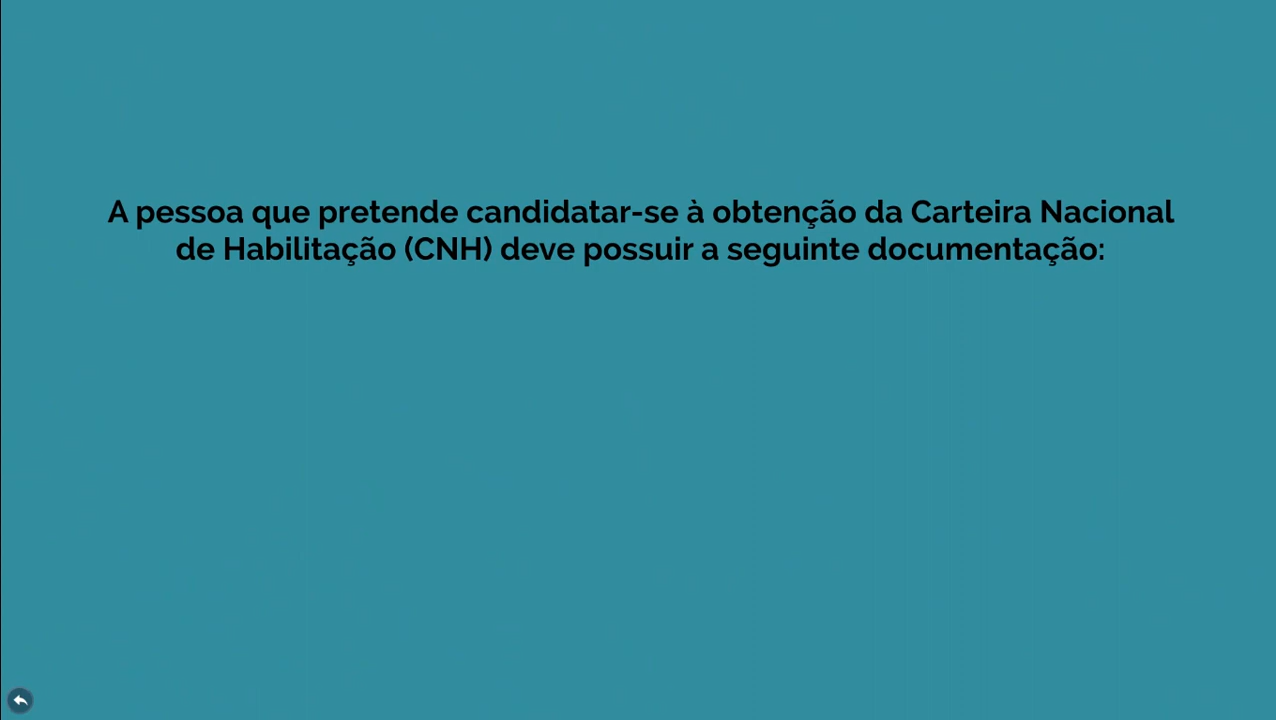 A pessoa que pretende candidatar-se à obtenção da Carteira Nacional
de Habilitação (CNH) deve possuir a seguinte documentação: